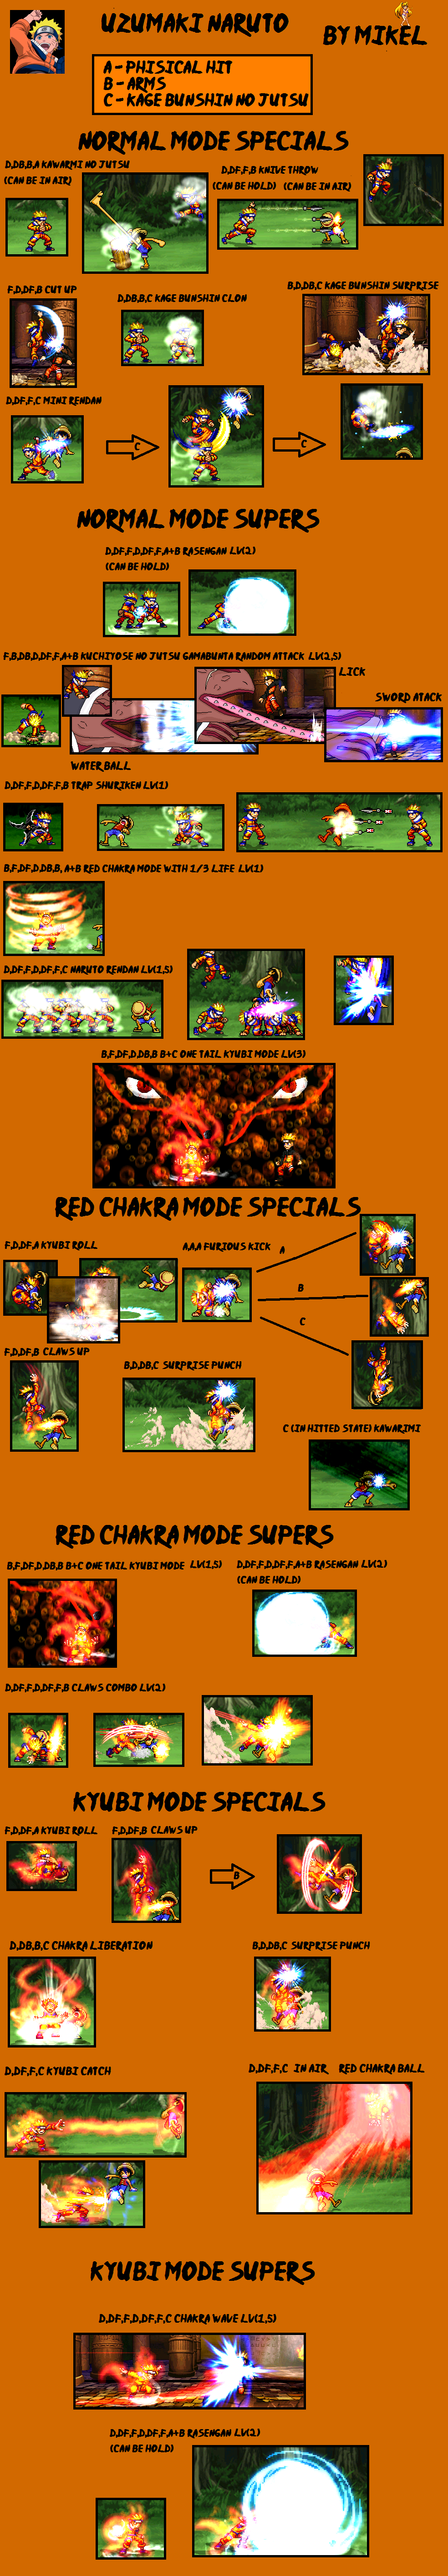 UZUMAKI NARUTO
BY MIKEL
A - PHISICAL HIT
B - ARMS
C - KAGE BUNSHIN NO JUTSU
NORMAL MODE SPECIALS
D,DB,B,A KAWARMI NO JUTSU
(CAN BE IN AIR)
D,DF,F,B KNIVE THROW
(CAN BE HOLD) (CAN BE IN AIR)
F,D,DF,B CUT UP
D,DB,B,C KAGE BUNSHIN CLON
B,D,DB,C KAGE BUNSHIN SURPRISE
D,DF,F,C MINI RENDAN
C
C
NORMAL MODE SUPERS
D,DF,F,D,DF,F,A+B RASENGAN LV(2)
(CAN BE HOLD)
F,B,DB,D,DF,F,A+B KUCHIYOSE NO JUTSU GAMABUNTA RANDOM ATTACK LV(2,5)
LICK
SWORD ATACK
WATER BALL
D,DF,F,D,DF,F,B TRAP SHURIKEN LV(1)
B,F,DF,D,DB,B, A+B RED CHAKRA MODE WITH 1/3 LIFE LV(1)
D,DF,F,D,DF,F,C NARUTO RENDAN LV(1,5)
B,F,DF,D,DB,B B+C ONE TAIL KYUBI MODE LV(3)
RED CHAKRA MODE SPECIALS
F,D,DF,A KYUBI ROLL
A,A,A FURIOUS KICK
A
B
C
F,D,DF,B CLAWS UP
B,D,DB,C SURPRISE PUNCH
C (IN HITTED STATE) KAWARIMI
RED CHAKRA MODE SUPERS
B,F,DF,D,DB,B B+C ONE TAIL KYUBI MODE LV(1,5)
D,DF,F,D,DF,F,A+B RASENGAN LV(2)
(CAN BE HOLD)
D,DF,F,D,DF,F,B CLAWS COMBO LV(2)
KYUBI MODE SPECIALS
F,D,DF,A KYUBI ROLL
F,D,DF,B CLAWS UP
B
D,DB,B,C CHAKRA LIBERATION
B,D,DB,C SURPRISE PUNCH
D,DF,F,C KYUBI CATCH
D,DF,F,C IN AIR RED CHAKRA BALL
KYUBI MODE SUPERS
D,DF,F,D,DF,F,C CHAKRA WAVE LV(1,5)
D,DF,F,D,DF,F,A+B RASENGAN LV(2)
(CAN BE HOLD)